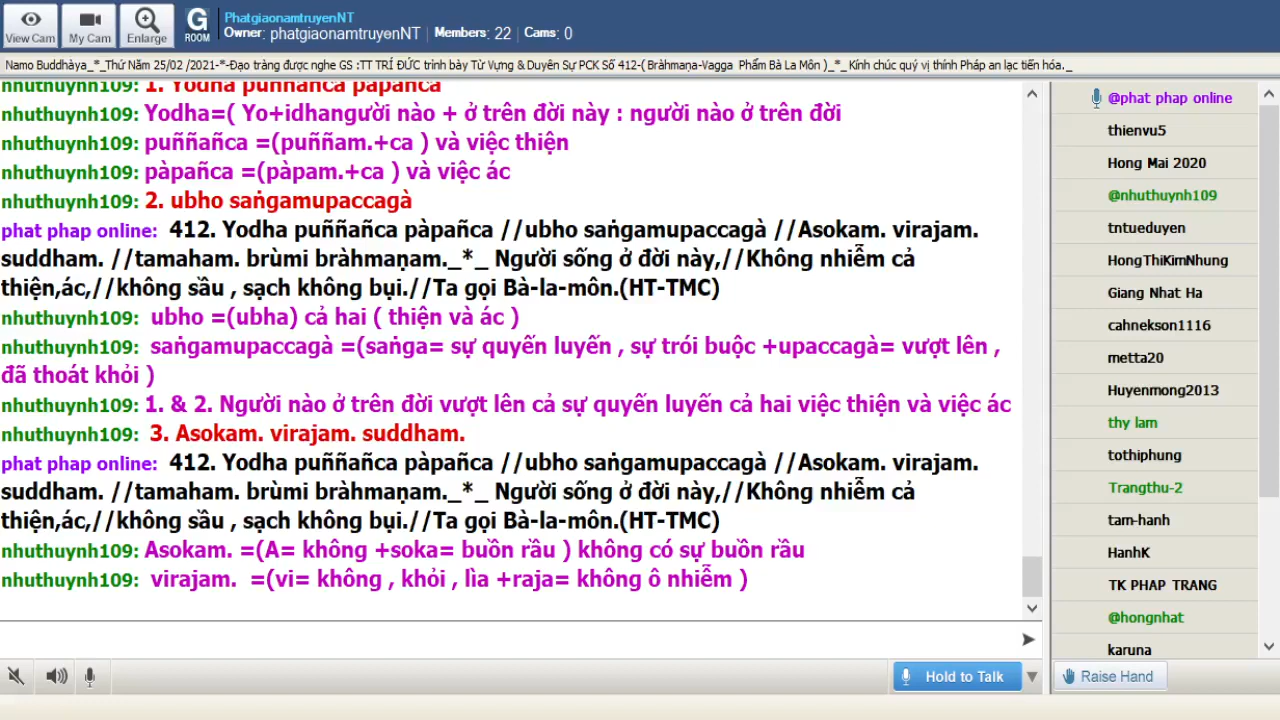 View Cam
My Cam
Enlarge
G
ROOM
PhatgiaonamtruyenNT
Owner: phatgiaonamtruyenNT | Members: 22 | Cams: 0
Namo Buddhàya_*_Thứ Năm 25/02 /2021-*-Đạo tràng được nghe GS :TT TRÍ ĐỨC trình bày Từ Vựng & Duyên Sự PCK Số 412-( Bràhmaṇa-Vagga Phẩm Bà La Môn )_*_ Kính chúc quý vị thính Pháp an lạc tiến hóa._
nhuthuynh109: 1. Yodha puññañca pàpañca
nhuthuynh109: Yodha=( Yo+idhangười nào + ở trên đời này : người nào ở trên đời
nhuthuynh109: puññañca =(puññam.+ca ) và việc thiện
nhuthuynh109: pàpañca =(pàpam.+ca ) và việc ác
nhuthuynh109: 2. ubho saṅgamupaccagà
phat phap online: 412. Yodha puññañca pàpañca //ubho saṅgamupaccagà //Asokam. virajam.
suddham. //tamaham. brùmi bràhmaṇam._*_ Người sống ở đời này,//Không nhiễm cả
thiện,ác,//không sầu , sạch không bụi.//Ta gọi Bà-la-môn.(HT-TMC)
nhuthuynh109: ubho =(ubha) cả hai ( thiện và ác )
nhuthuynh109: saṅgamupaccagà =(saṅga= sự quyến luyến , sự trói buộc +upaccagà= vượt lên ,
đã thoát khỏi )
nhuthuynh109: 1. & 2. Người nào ở trên đời vượt lên cả sự quyến luyến cả hai việc thiện và việc ác
nhuthuynh109: 3. Asokam. virajam. suddham.
phat phap online: 412. Yodha puññañca pàpañca //ubho saṅgamupaccagà //Asokam. virajam.
suddham. //tamaham. brùmi bràhmaṇam._*_ Người sống ở đời này,//Không nhiễm cả
thiện,ác,//không sầu , sạch không bụi.//Ta gọi Bà-la-môn.(HT-TMC)
nhuthuynh109: Asokam. =(A= không +soka= buồn rầu ) không có sự buồn rầu
nhuthuynh109: virajam. =(vi= không , khỏi , lìa +raja= không ô nhiễm )
@phat phap online
thienvu5
Hong Mai 2020
@nhuthuynh109
tntueduyen
HongThiKimNhung
Giang Nhat Ha
cahnekson1116
metta20
Huyenmong2013
thy lam
tothiphung
Trangthu-2
tam-hanh
HanhK
TK PHAP TRANG
@hongnhat
karuna
Hold to Talk
Raise Hand